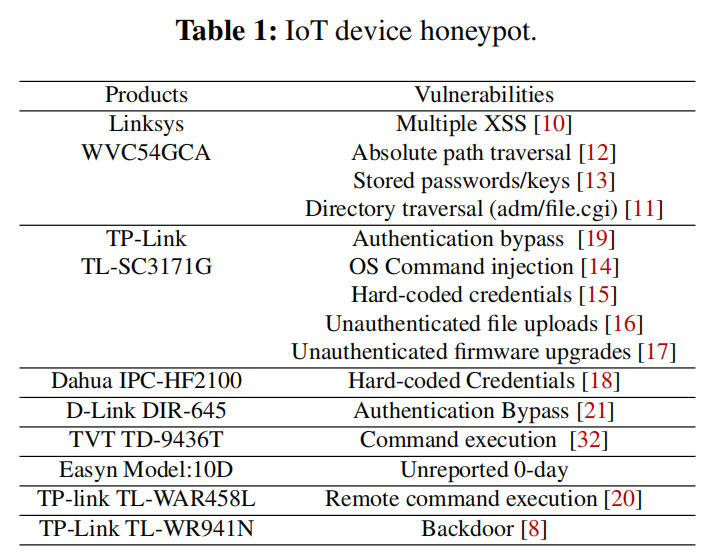 Table 1: IoT device honeypot.
Products Vulnerabilities
Linksys Multiple XSS [10]
WVC54GCA Absolute path traversal [12]
Stored passwords/keys [13]
Directory traversal (adm/file.cgi) [11]
TP-Link Authentication bypass [19]
TL-SC3171G OS Command injection [14]
Hard-coded credentials [15]
Unauthenticated file uploads [16]
Unauthenticated firmware upgrades [17]
Dahua IPC-HF2100 Hard-coded Credentials [18]
D-Link DIR-645 Authentication Bypass [21]
TVT TD-9436T Command execution [32]
Easyn Model:10D Unreported 0-day
TP-link TL-WAR458L Remote command execution [20]
TP-Link TL-WR941N Backdoor [8]